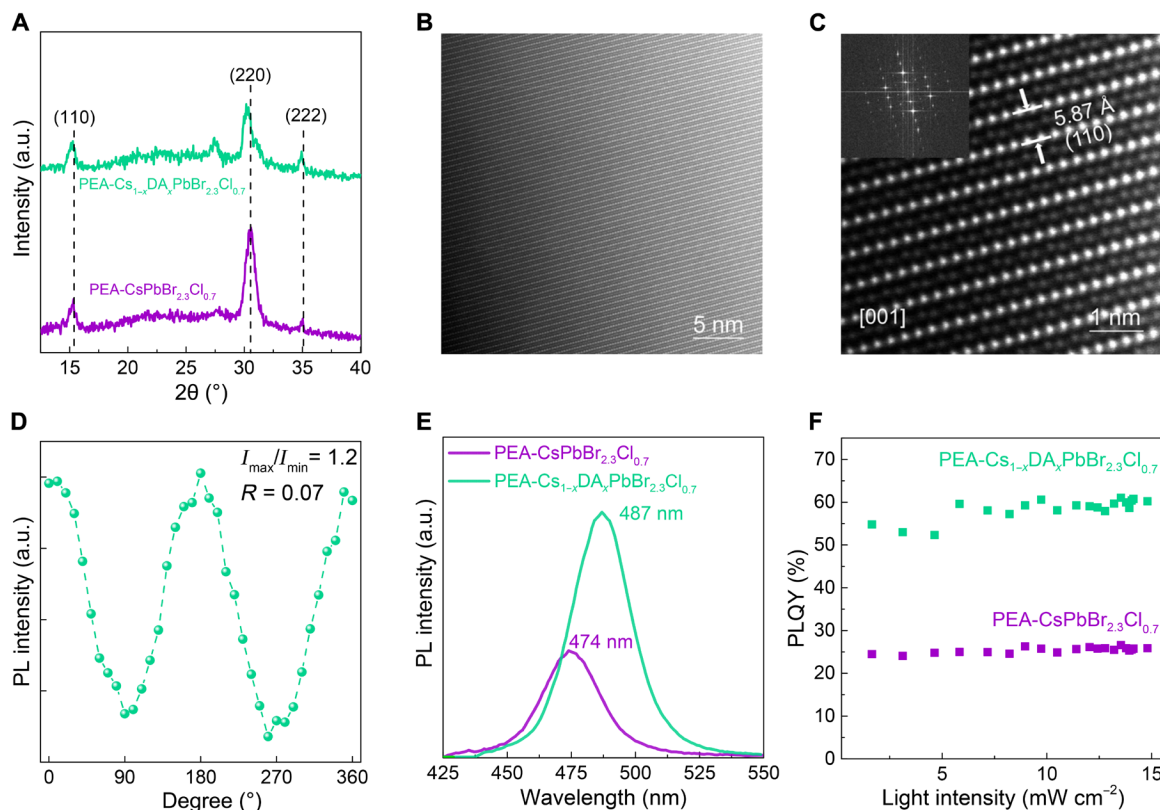 A
(110)
(220)
(222)
PEA-Cs₁₋ₓDAₓPbBr₂.₃Cl₀.₇
PEA-CsPbBr₂.₃Cl₀.₇
Intensity (a.u.)
15 20 25 30 35 40
2θ (°)
B
5 nm
C
5.87 Å
(110)
[001]
1 nm
D
Imax/Imin = 1.2
R = 0.07
PL intensity (a.u.)
0 90 180 270 360
Degree (°)
E
PEA-CsPbBr₂.₃Cl₀.₇
PEA-Cs₁₋ₓDAₓPbBr₂.₃Cl₀.₇
487 nm
474 nm
PL intensity (a.u.)
425 475 500 525 550
Wavelength (nm)
F
70
60
50
40
30
20
10
0
PEA-Cs₁₋ₓDAₓPbBr₂.₃Cl₀.₇
PEA-CsPbBr₂.₃Cl₀.₇
PLQY (%)
5 10 15
Light intensity (mW cm⁻²)